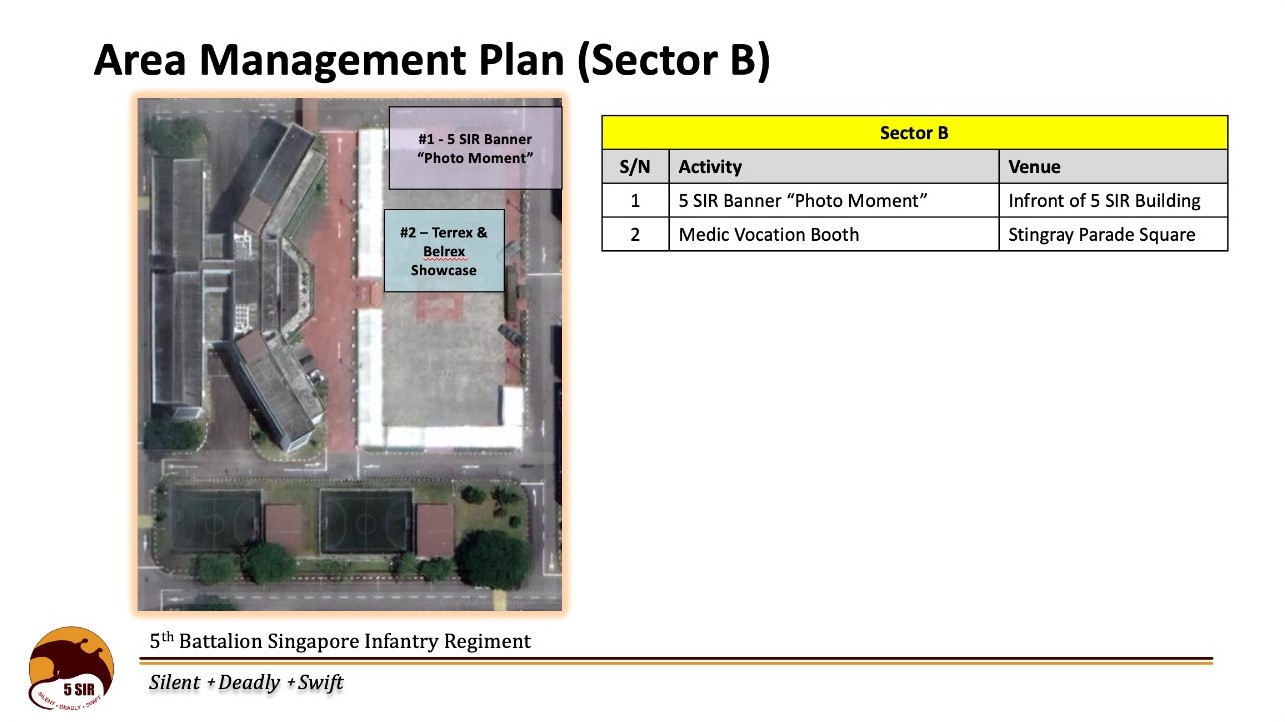 Area Management Plan (Sector B)
#1 - 5 SIR Banner
“Photo Moment”
#2 – Terrex &
Belrex
Showcase
Sector B
S/N Activity Venue
1 5 SIR Banner “Photo Moment” Infront of 5 SIR Building
2 Medic Vocation Booth Stingray Parade Square
5th Battalion Singapore Infantry Regiment
Silent + Deadly + Swift
5 SIR
SILENT • DEADLY • SWIFT